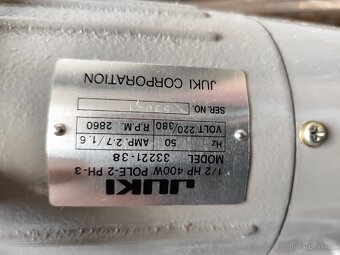 JUKI
1/2 HP 400W POLE-2 PH-3
MODEL 33221-38
Hz 50 AMP. 2.7/1.6
VOLT 220/380 R.P.M. 2860
SER. NO.
JUKI CORPORATION